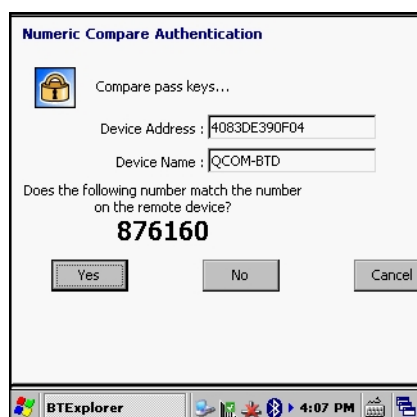 Numeric Compare Authentication
Compare pass keys...
Device Address : 4083DE390F04
Device Name : QCOM-BTD
Does the following number match the number
on the remote device?
876160
Yes No Cancel
BTExplorer 4:07 PM